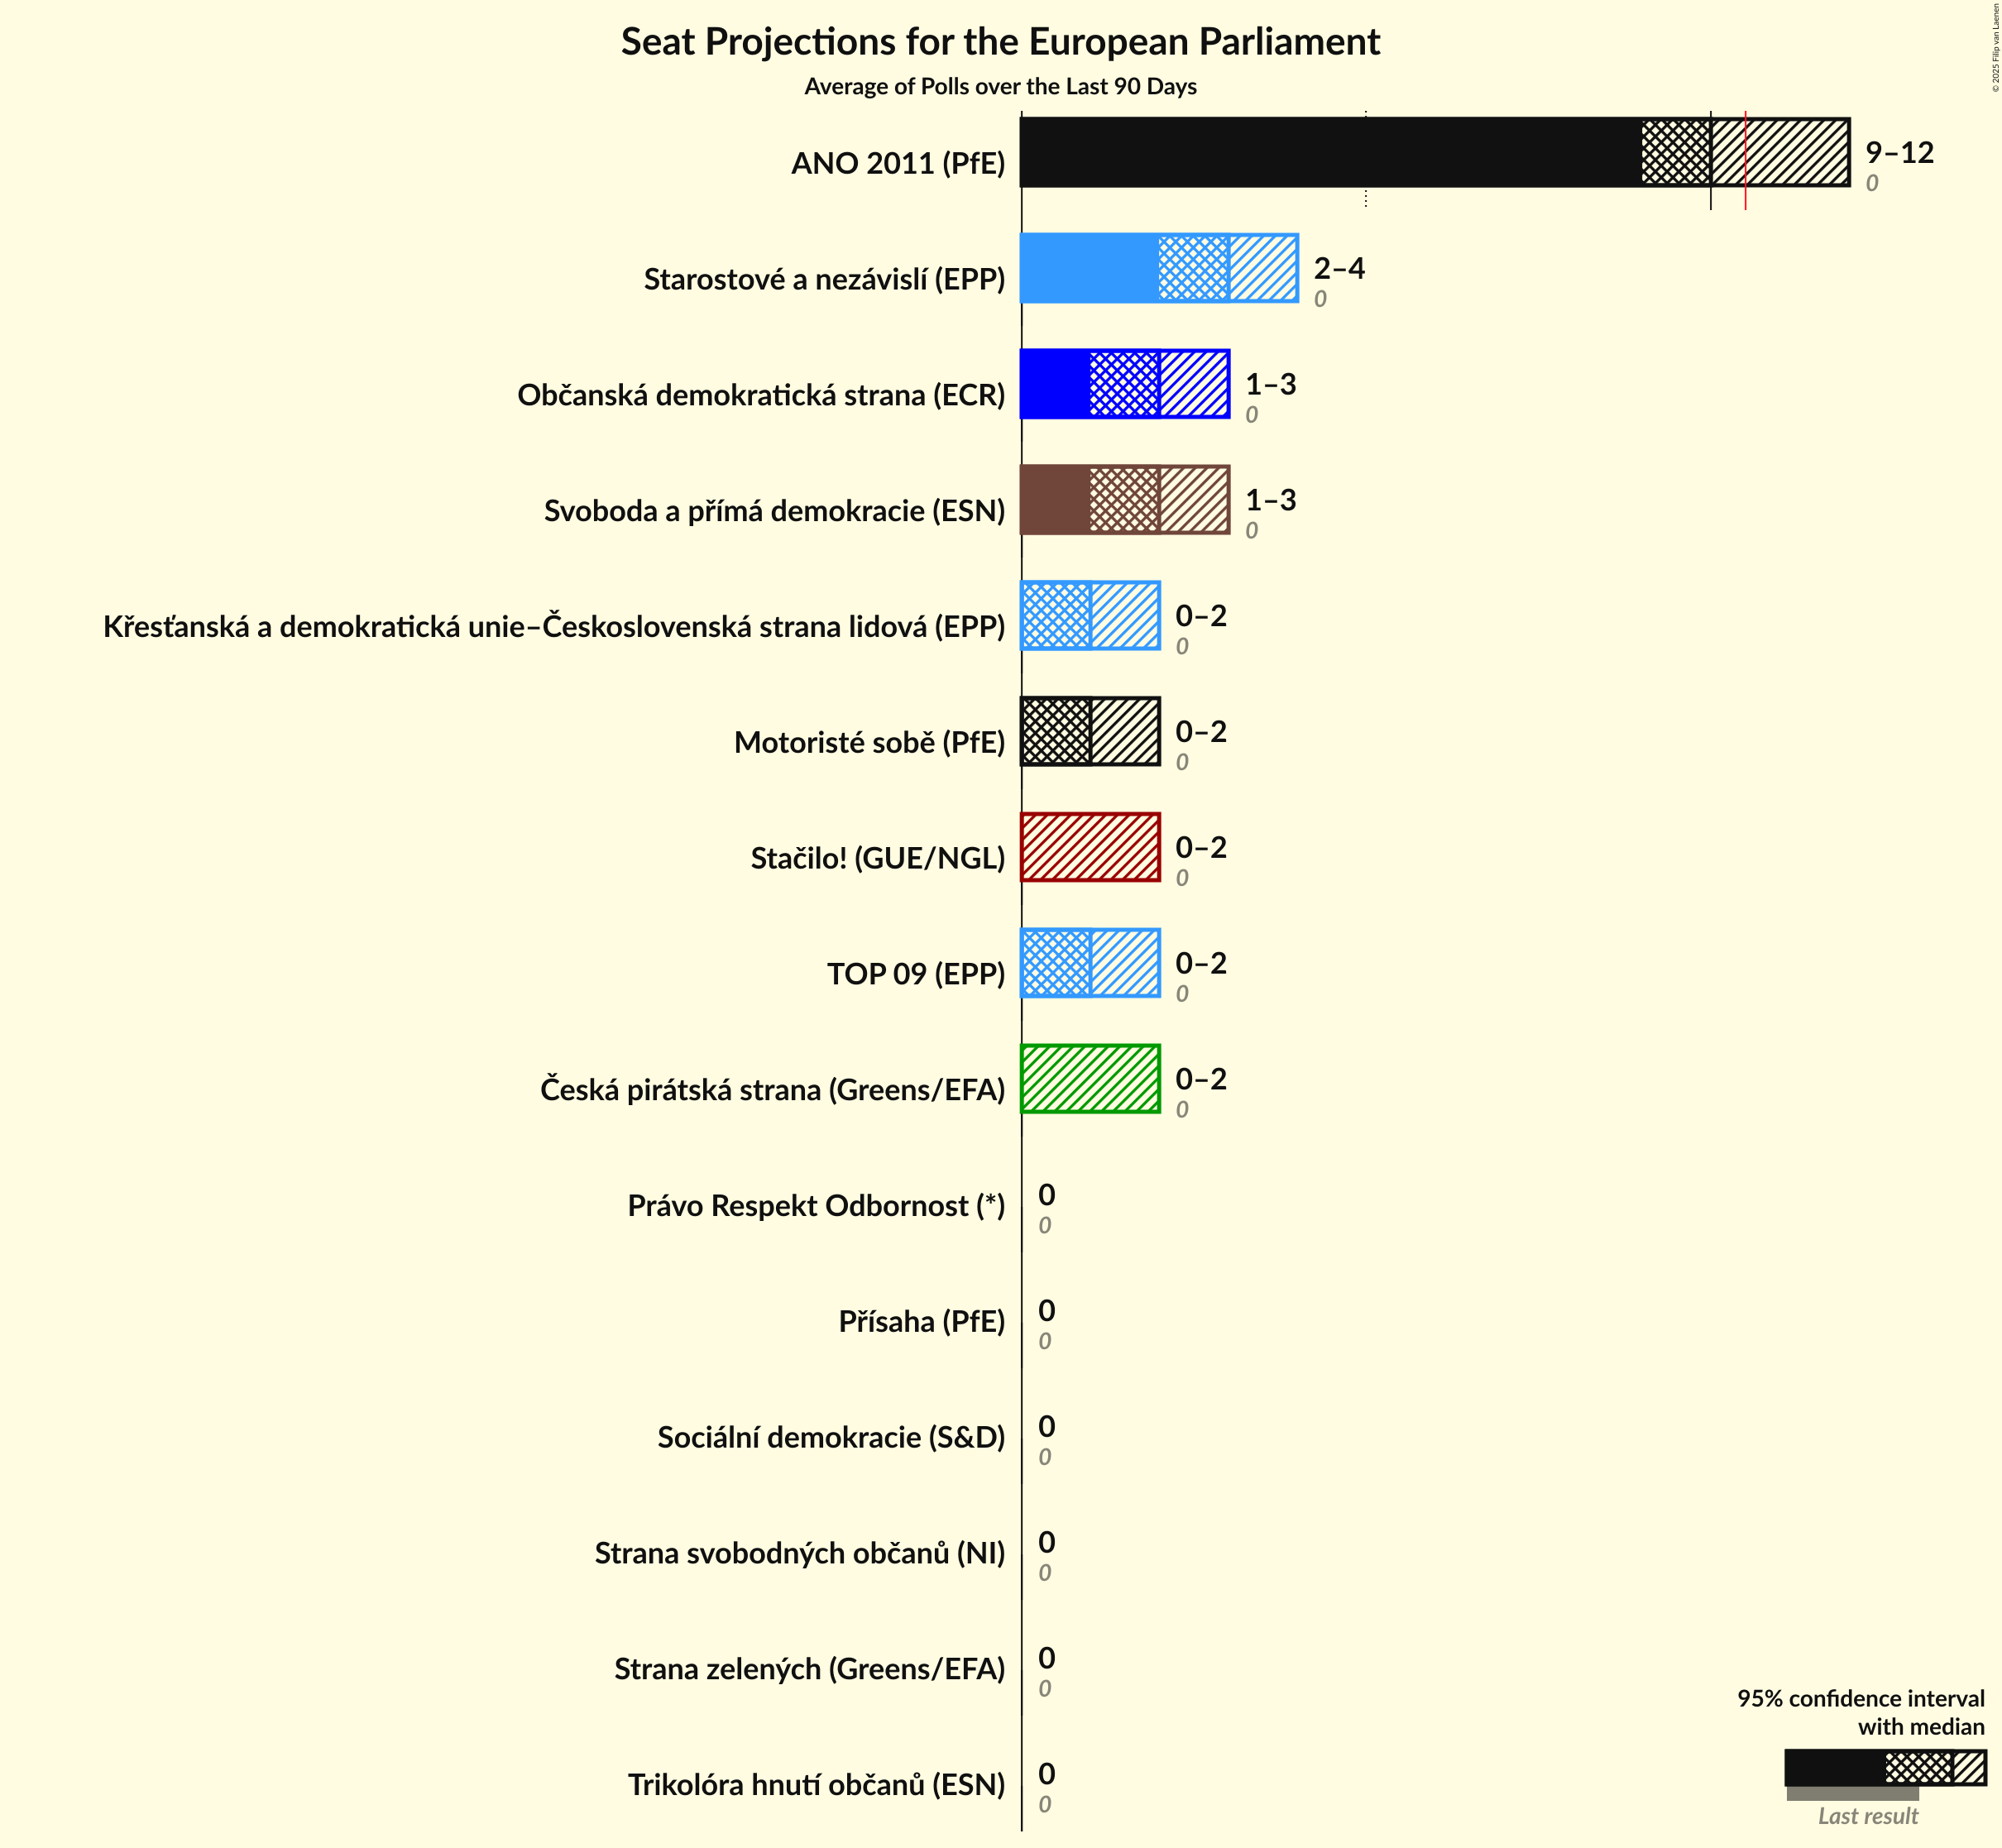 Seat Projections for the European Parliament
Average of Polls over the Last 90 Days
© 2025 Filip van Laenen
ANO 2011 (PfE)
9–12
0
Starostové a nezávislí (EPP)
2–4
0
Občanská demokratická strana (ECR)
1–3
0
Svoboda a přímá demokracie (ESN)
1–3
0
Křesťanská a demokratická unie–Československá strana lidová (EPP)
0–2
0
Motoristé sobě (PfE)
0–2
0
Stačilo! (GUE/NGL)
0–2
0
TOP 09 (EPP)
0–2
0
Česká pirátská strana (Greens/EFA)
0–2
0
Právo Respekt Odbornost (*)
0
0
Přísaha (PfE)
0
0
Sociální demokracie (S&D)
0
0
Strana svobodných občanů (NI)
0
0
Strana zelených (Greens/EFA)
0
0
Trikolóra hnutí občanů (ESN)
0
0
95% confidence interval
with median
Last result